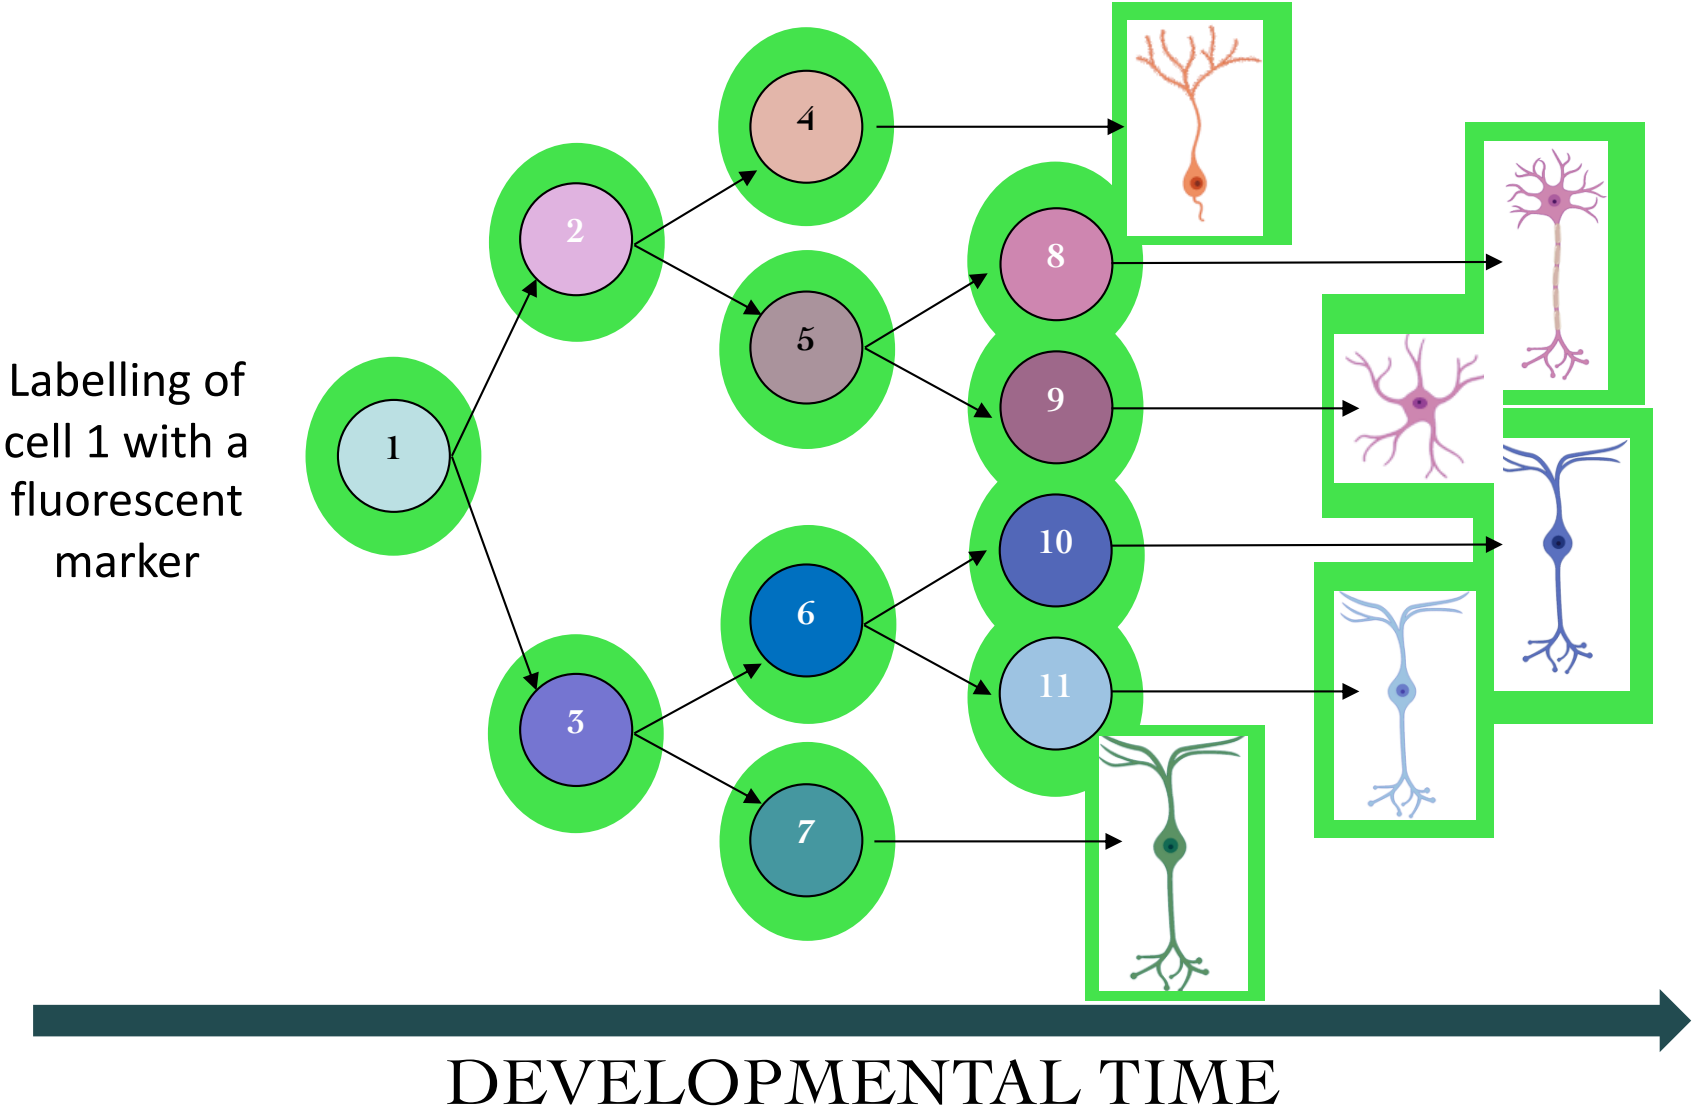 Labelling of
cell 1 with a
fluorescent
marker
1
2
3
4
5
6
7
8
9
10
11
DEVELOPMENTAL TIME